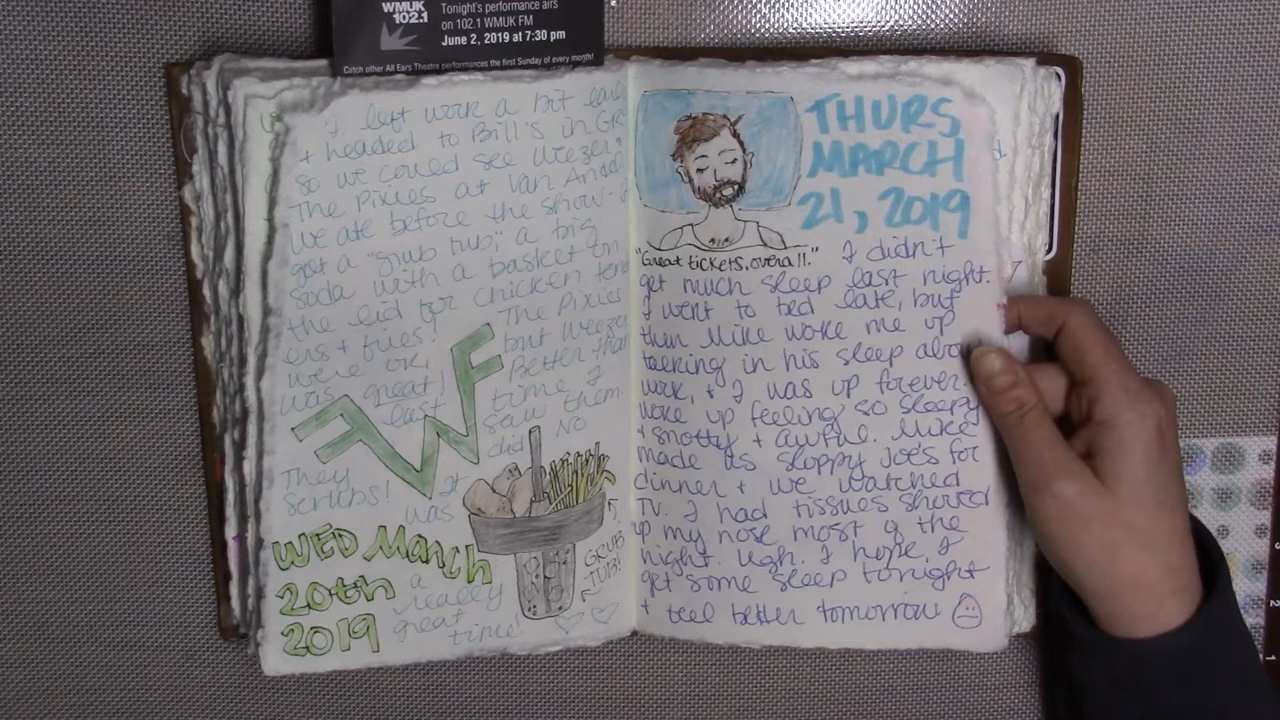 WMUK
102.1
Tonight's performance airs
on 102.1 WMUK FM
June 2, 2019 at 7:30 pm
Catch other All Ears Theatre performances the first Sunday of every month!
I left work a bit
+ headed to Bill's in GR
so we could see Weezer +
The Pixies at Van
We ate before the show-
got a "grub tub," a big
soda with a basket on
the lid for chicken tend
ers + fries! The Pixies
were ok, but Weezer
was great! Better than
last time I
saw them.
They did NO
Scrubs! It
was
a
really
great
time!
W
WED March
20th
2019
GRUB
TUB!
THURS
MARCH
21, 2019
"Great tickets, overall."
I didn't
get much sleep last night.
I went to bed late, but
then Mike woke me up
talking in his sleep
work, + I was up forever.
woke up feeling so sleepy
+ snotty + awful. Mike
made us sloppy Joe's for
dinner + we watched
TV. I had tissues shoved
up my nose most of the
night. Ugh. I hope I
get some sleep tonight
+ feel better tomorrow